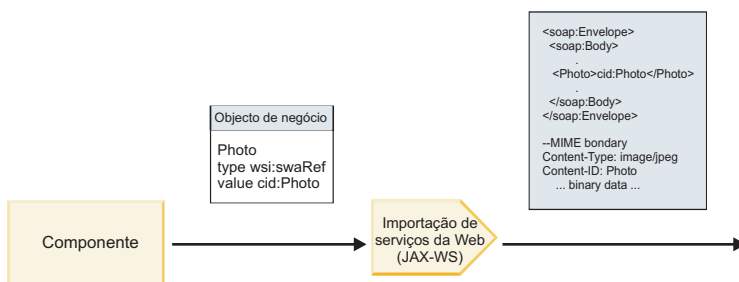 <soap:Envelope>
<soap:Body>
.
<Photo>cid:Photo</Photo>
.
</soap:Body>
</soap:Envelope>
--MIME bondary
Content-Type: image/jpeg
Content-ID: Photo
... binary data ...
Objecto de negócio
Photo
type wsi:swaRef
value cid:Photo
Componente
Importação de
serviços da Web
(JAX-WS)